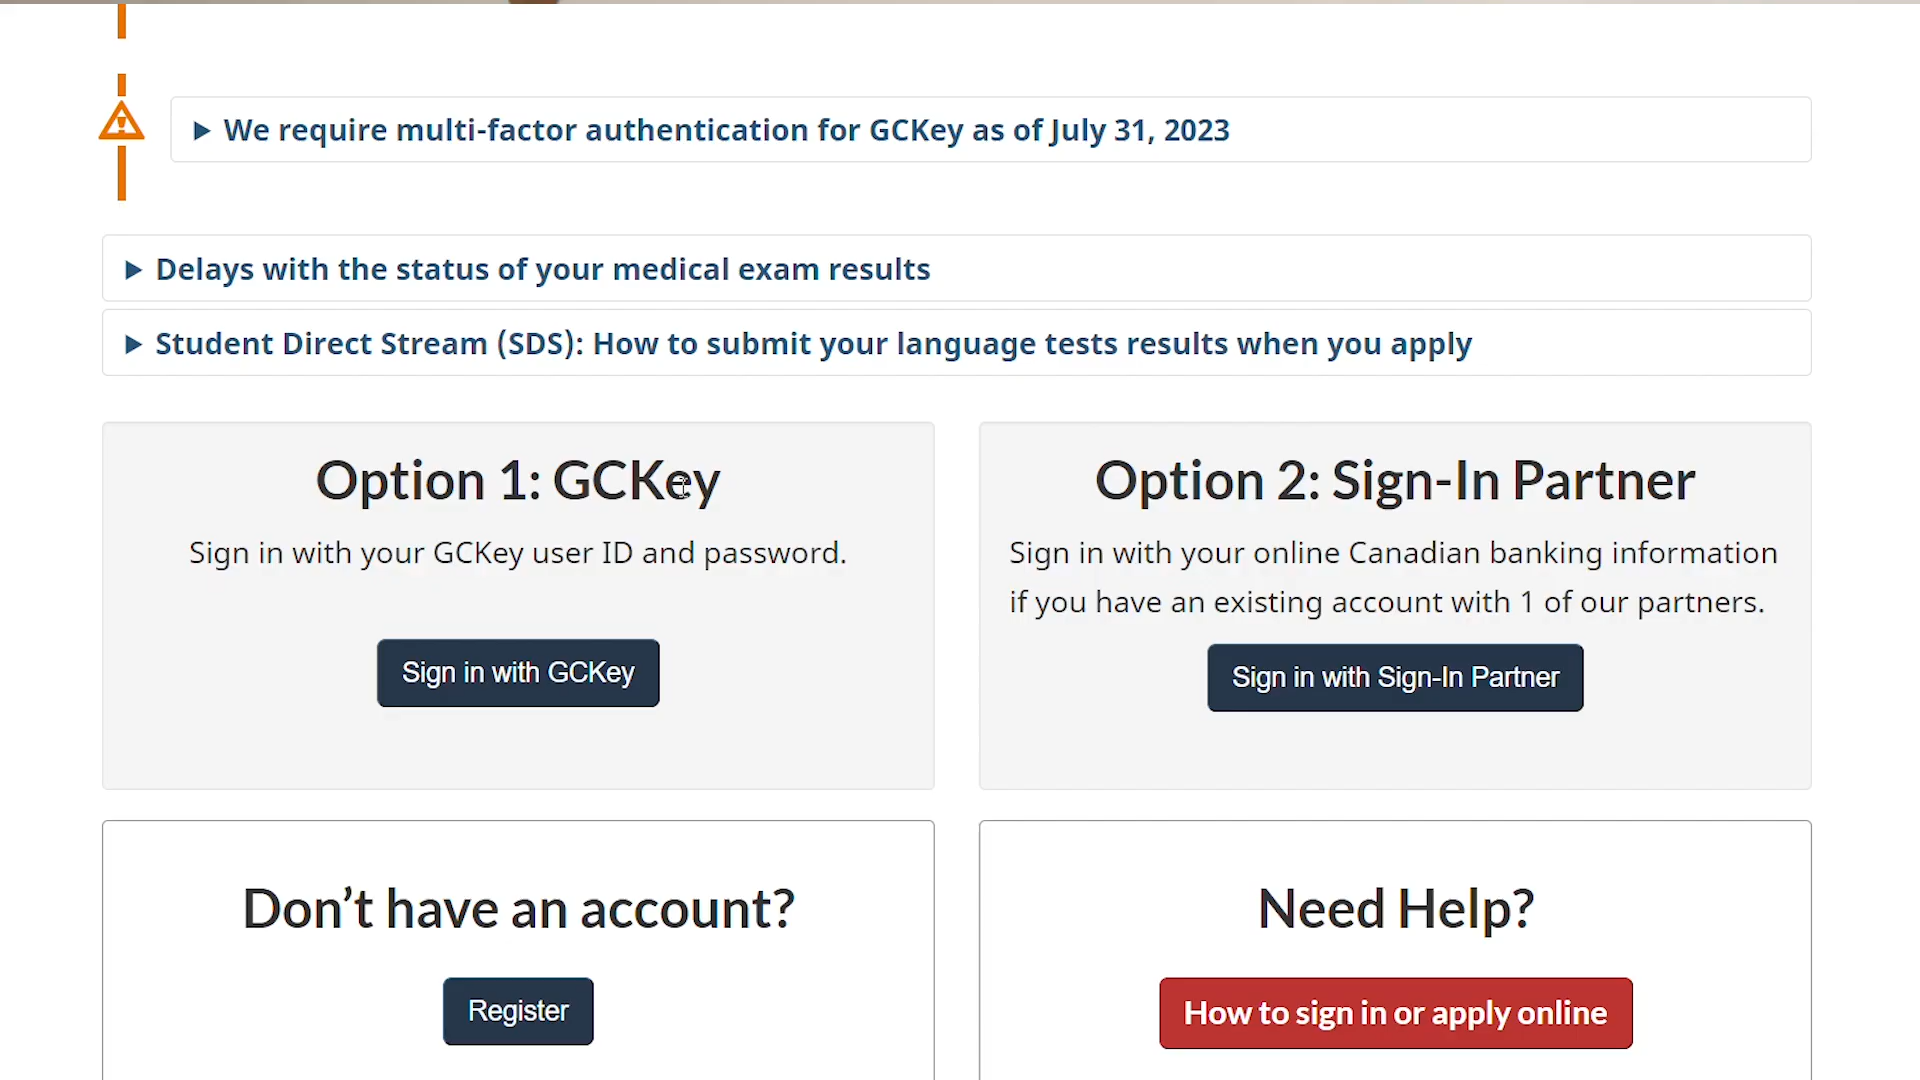 We require multi-factor authentication for GCKey as of July 31, 2023
Delays with the status of your medical exam results
Student Direct Stream (SDS): How to submit your language tests results when you apply
Option 1: GCKey
Sign in with your GCKey user ID and password.
Sign in with GCKey
Option 2: Sign-In Partner
Sign in with your online Canadian banking information
if you have an existing account with 1 of our partners.
Sign in with Sign-In Partner
Don’t have an account?
Register
Need Help?
How to sign in or apply online